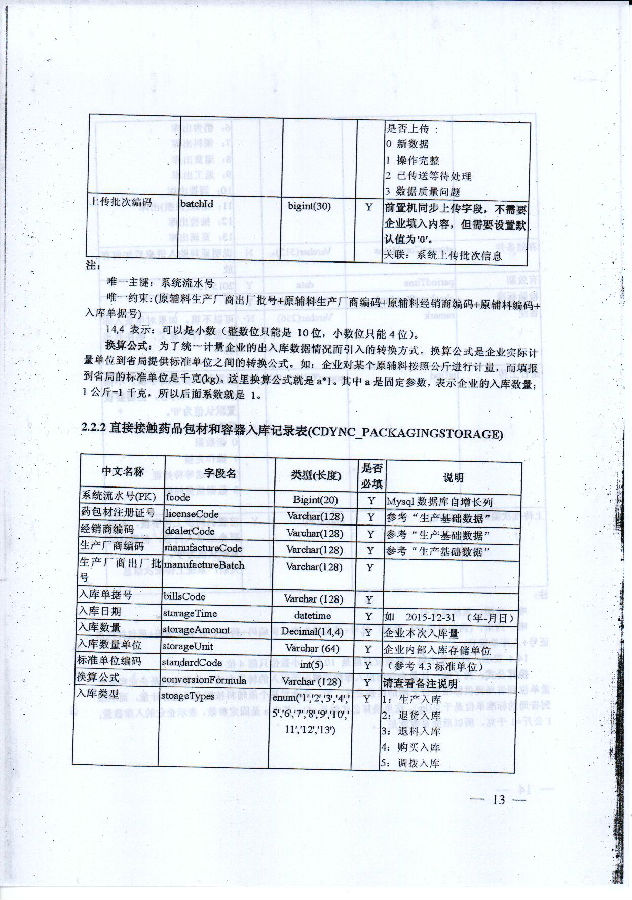 是否上传：
0 新数据
1 操作完整
2 已传送等待处理
3 数据质量问题
上传批次编码 batchId bigint(30) Y 前置机同步上传字段，不需要
企业填入内容，但需要设置默
认值为'0'。
关联：系统上传批次信息
注：
唯一主键：系统流水号
唯一约束:(原辅料生产厂商出厂批号+原辅料生产厂商编码+原辅料经销商编码+原辅料编码+
入库单据号)
14,4 表示：可以是小数（整数位只能是 10 位，小数位只能 4 位）。
换算公式：为了统一计量企业的出入库数据情况而引入的转换方式，换算公式是企业实际计
量单位到省局提供标准单位之间的转换公式。如：企业对某个原辅料按照公斤进行计量，而填报
到省局的标准单位是千克(kg)，这里换算公式就是 a*1。其中 a 是固定参数，表示企业的入库数量；
1 公斤=1 千克，所以后面系数就是 1。
2.2.2 直接接触药品包材和容器入库记录表(CDYNC_PACKAGINGSTORAGE)
中文名称 字段名 类型(长度) 是否
必填 说明
系统流水号(PK) fcode Bigint(20) Y Mysql 数据库自增长列
药包材注册证号 licenseCode Varchar(128) Y 参考“生产基础数据”
经销商编码 dealerCode Varchar(128) Y 参考“生产基础数据”
生产厂商编码 manufactureCode Varchar(128) Y 参考“生产基础数据”
生产厂商出厂批
号 manufactureBatch Varchar(128) Y
入库单据号 billsCode Varchar (128) Y
入库日期 storageTime datetime Y 如 2015-12-31 （年-月日）
入库数量 storageAmount Decimal(14,4) Y 企业本次入库量
入库数量单位 storageUnit Varchar (64) Y 企业内部入库存储单位
标准单位编码 standardCode int(5) Y （参考 4.3 标准单位）
换算公式 conversionFormula Varchar (128) Y 请查看备注说明
入库类型 stoageTypes enum('1','2','3','4','
5','6','7','8','9','10','
11','12','13') Y 1：生产入库
2：退货入库
3：退料入库
4：购买入库
5：调拨入库
— 13 —